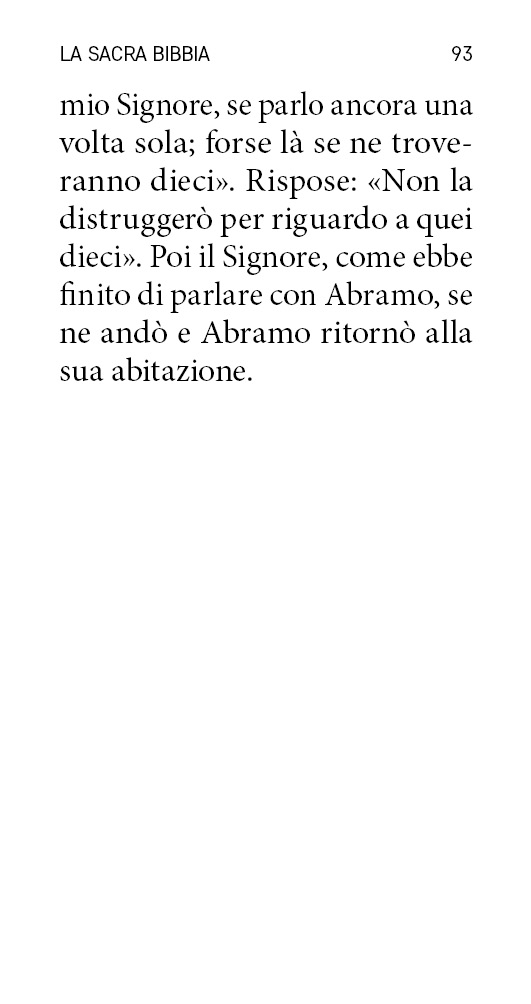 LA SACRA BIBBIA 93
mio Signore, se parlo ancora una
volta sola; forse là se ne trove-
ranno dieci». Rispose: «Non la
distruggerò per riguardo a quei
dieci». Poi il Signore, come ebbe
finito di parlare con Abramo, se
ne andò e Abramo ritornò alla
sua abitazione.